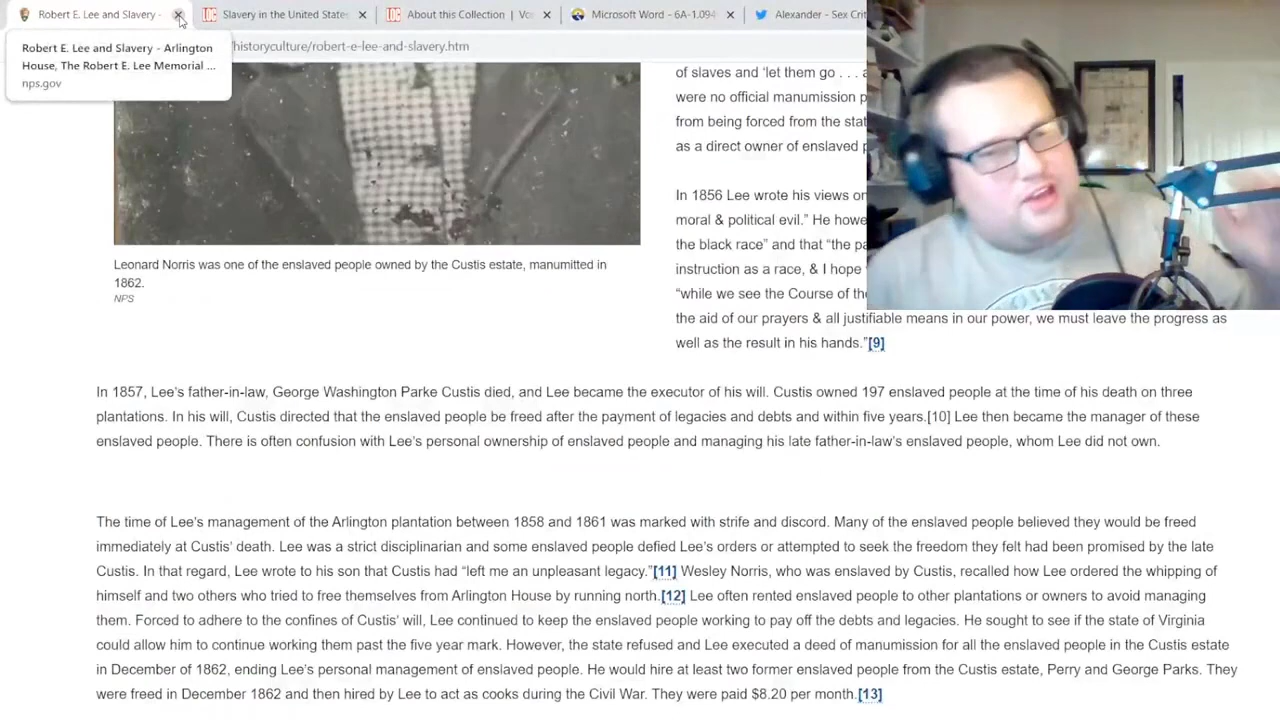 Robert E. Lee and Slavery -
Slavery in the United States
About this Collection | Vo
Microsoft Word - 6A-1.094
Alexander - Sex Crit
Robert E. Lee and Slavery - Arlington
House, The Robert E. Lee Memorial ...
nps.gov
/historyculture/robert-e-lee-and-slavery.htm
of slaves and ‘let them go . . . a
were no official manumission p
from being forced from the stat
as a direct owner of enslaved p
In 1856 Lee wrote his views on
moral & political evil.” He howe
the black race” and that “the pa
instruction as a race, & I hope
“while we see the Course of the
the aid of our prayers & all justifiable means in our power, we must leave the progress as
well as the result in his hands.”[9]
Leonard Norris was one of the enslaved people owned by the Custis estate, manumitted in
1862.
NPS
In 1857, Lee’s father-in-law, George Washington Parke Custis died, and Lee became the executor of his will. Custis owned 197 enslaved people at the time of his death on three
plantations. In his will, Custis directed that the enslaved people be freed after the payment of legacies and debts and within five years.[10] Lee then became the manager of these
enslaved people. There is often confusion with Lee’s personal ownership of enslaved people and managing his late father-in-law’s enslaved people, whom Lee did not own.
The time of Lee’s management of the Arlington plantation between 1858 and 1861 was marked with strife and discord. Many of the enslaved people believed they would be freed
immediately at Custis’ death. Lee was a strict disciplinarian and some enslaved people defied Lee’s orders or attempted to seek the freedom they felt had been promised by the late
Custis. In that regard, Lee wrote to his son that Custis had “left me an unpleasant legacy.”[11] Wesley Norris, who was enslaved by Custis, recalled how Lee ordered the whipping of
himself and two others who tried to free themselves from Arlington House by running north.[12] Lee often rented enslaved people to other plantations or owners to avoid managing
them. Forced to adhere to the confines of Custis’ will, Lee continued to keep the enslaved people working to pay off the debts and legacies. He sought to see if the state of Virginia
could allow him to continue working them past the five year mark. However, the state refused and Lee executed a deed of manumission for all the enslaved people in the Custis estate
in December of 1862, ending Lee’s personal management of enslaved people. He would hire at least two former enslaved people from the Custis estate, Perry and George Parks. They
were freed in December 1862 and then hired by Lee to act as cooks during the Civil War. They were paid $8.20 per month.[13]